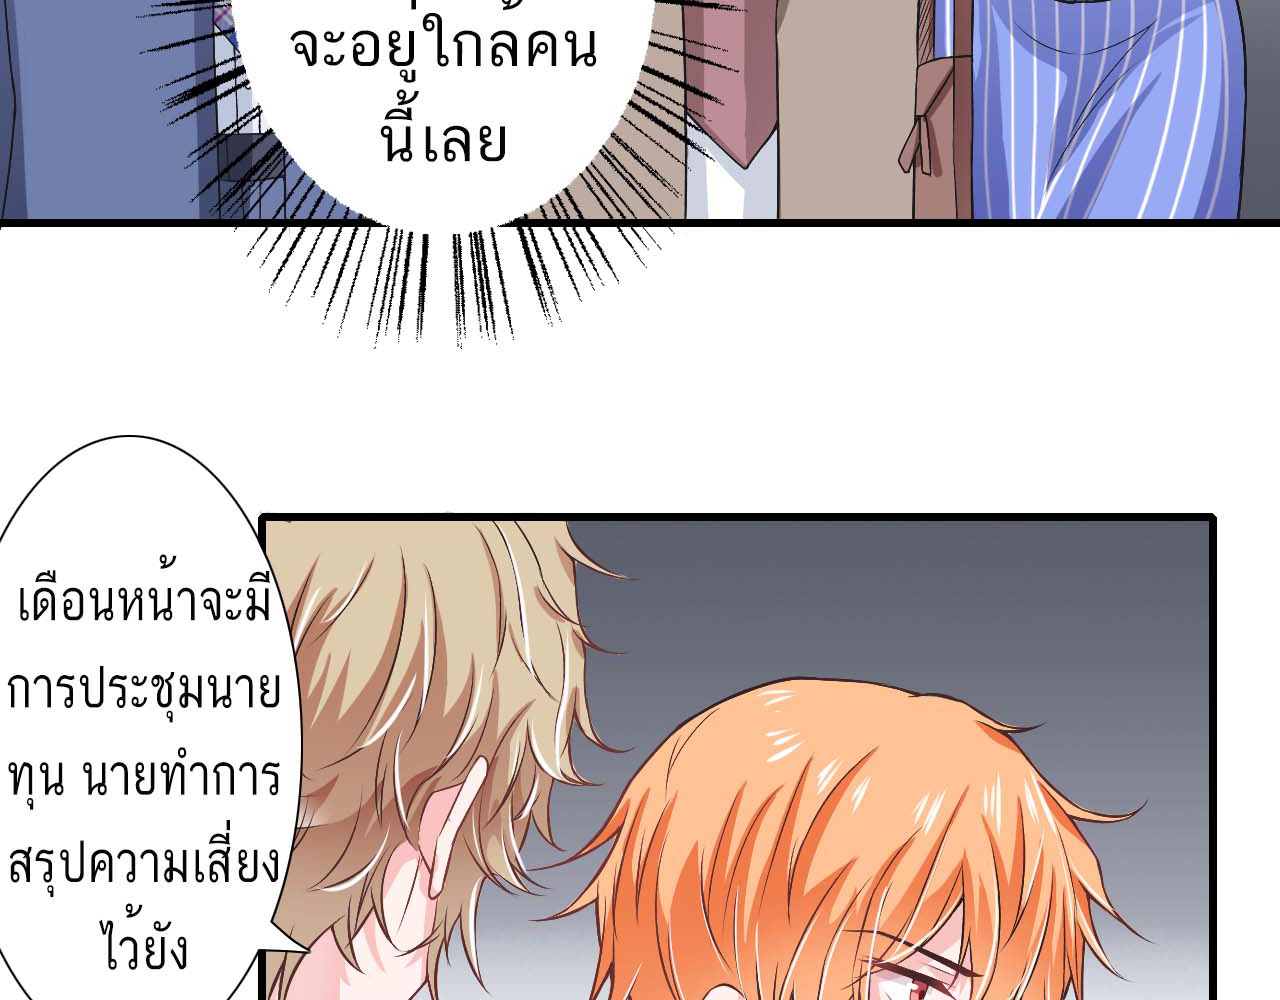 จะอยู่ใกล้คน
นี้เลย
เดือนหน้าจะมี
การประชุมนาย
ทุน นายทำการ
สรุปความเสี่ยง
ไว้ยัง